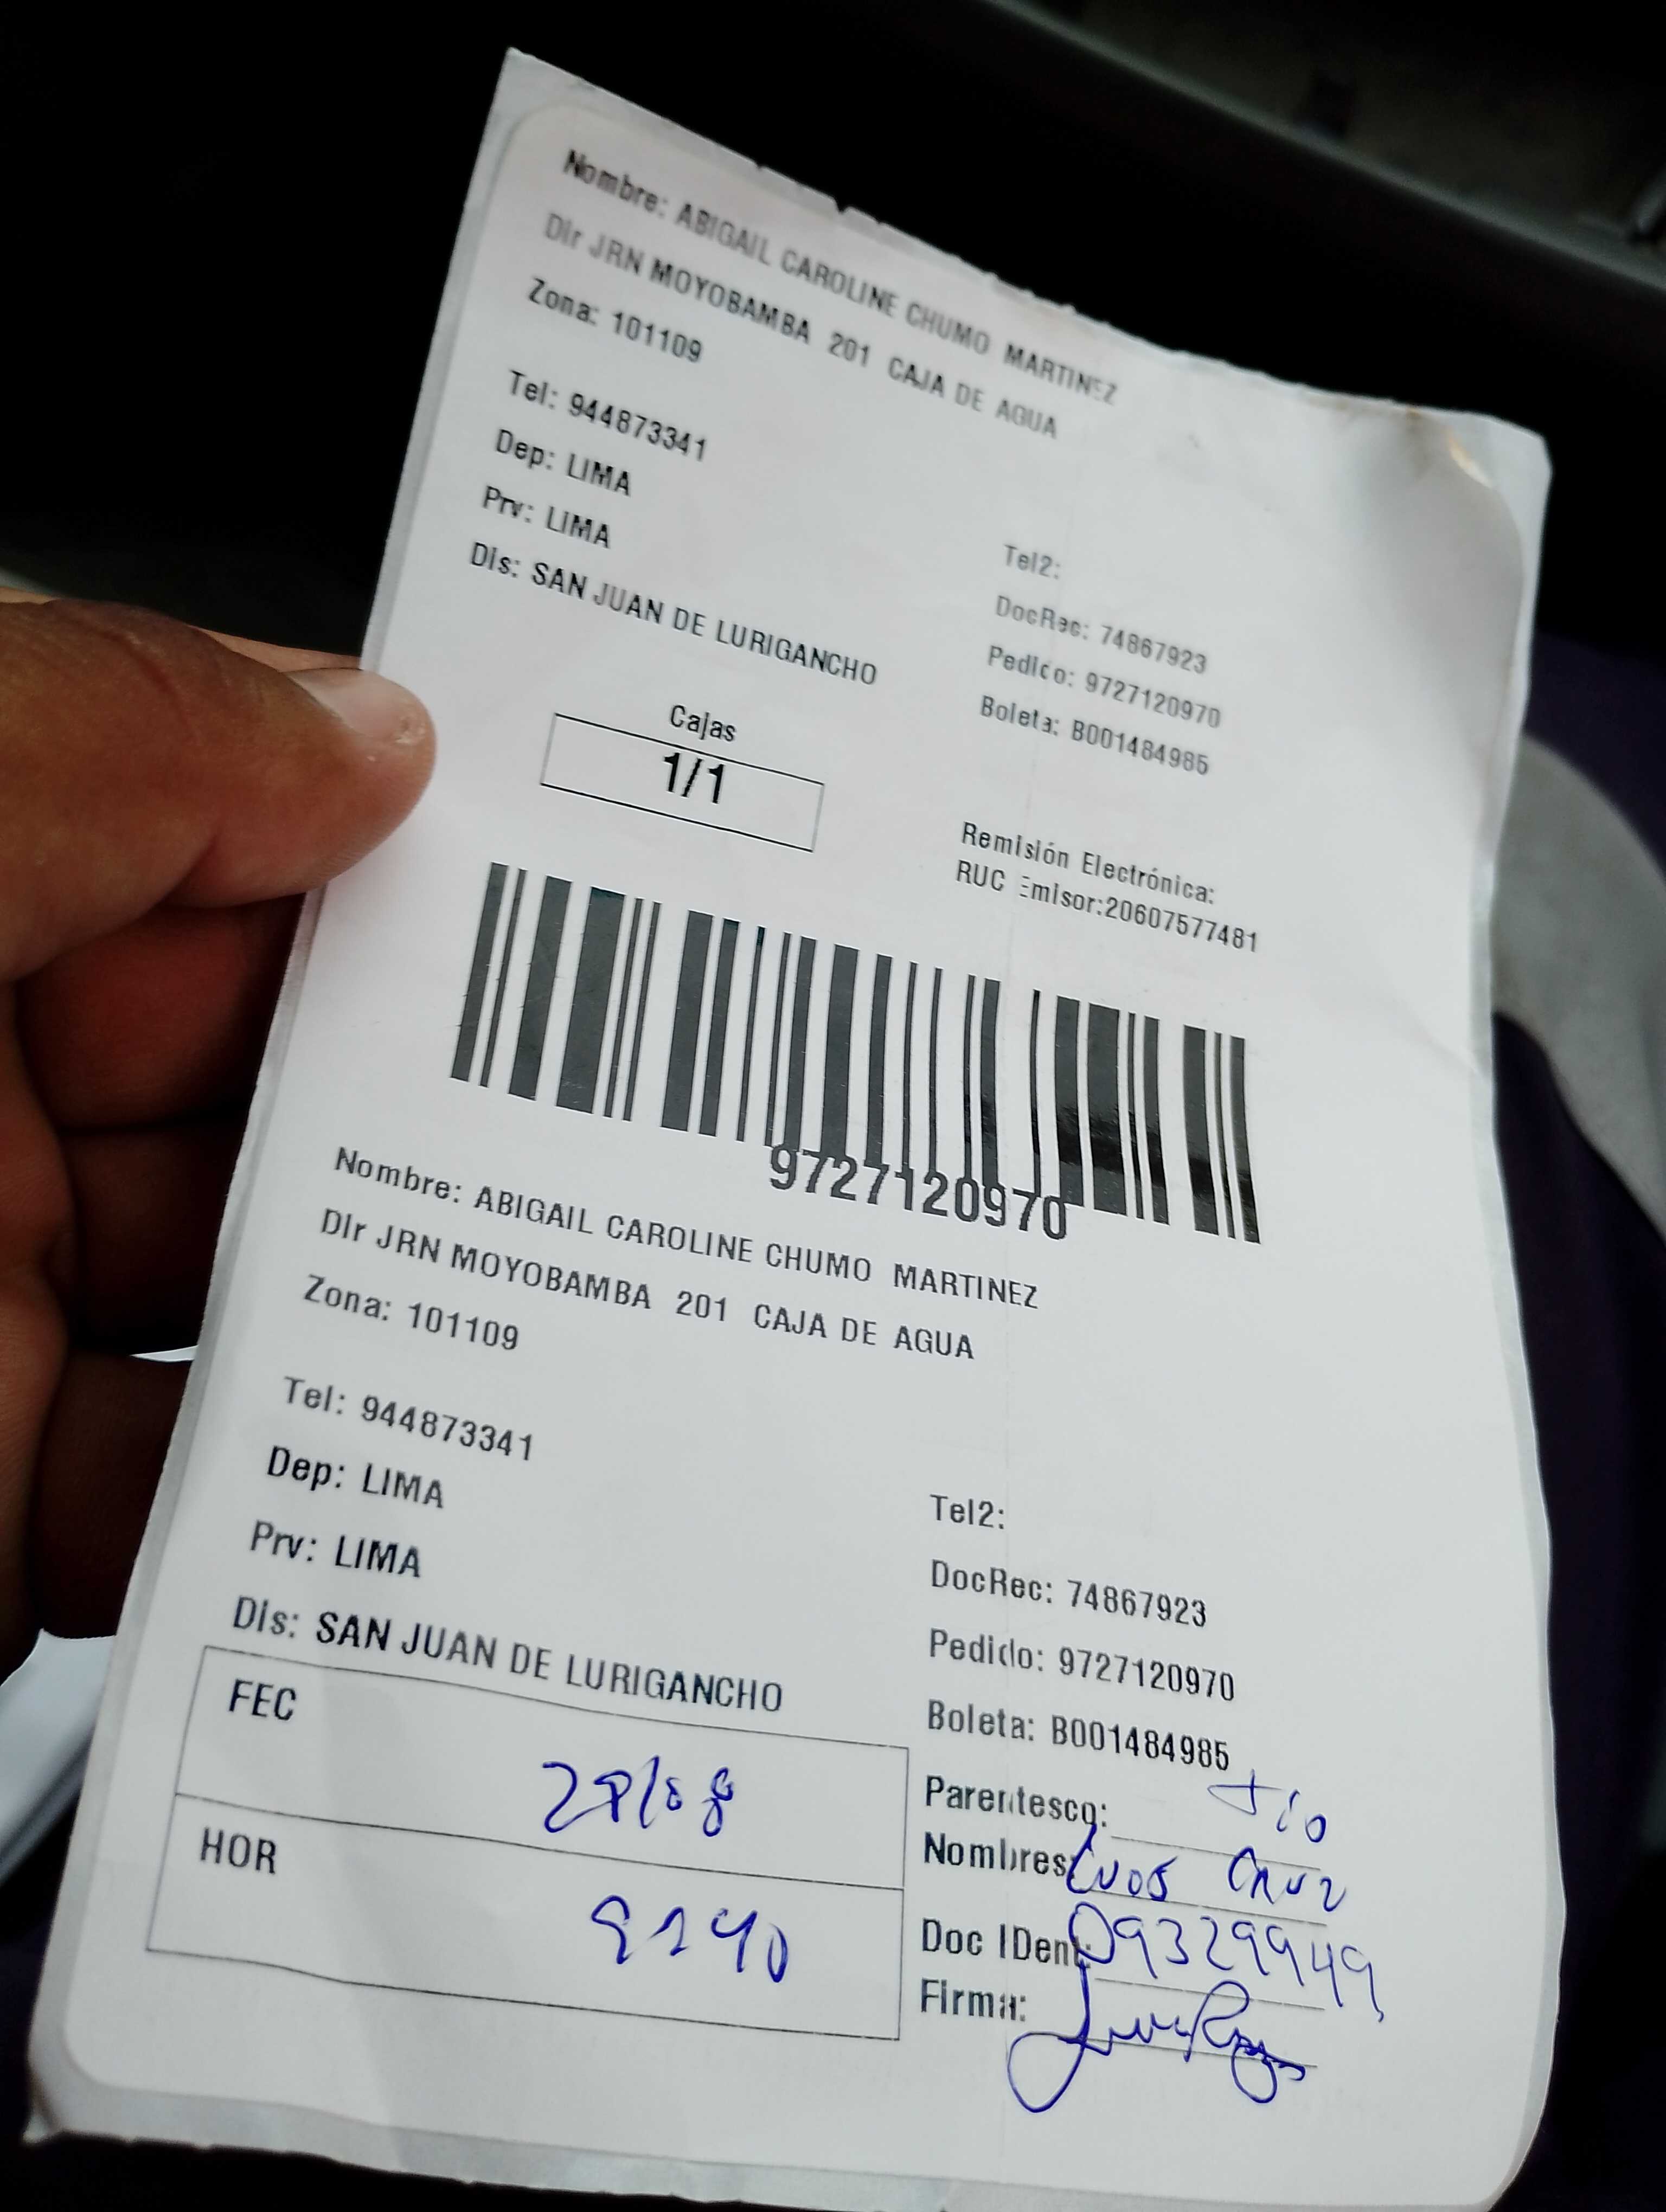 Nombre: ABIGAIL CAROLINE CHUMO MARTINEZ
Dir JRN MOYOBAMBA 201 CAJA DE AGUA
Zona: 101109
Tel: 944873341
Dep: LIMA
Prv: LIMA
Dis: SAN JUAN DE LURIGANCHO
Tel2:
DocRec: 74867923
Pedido: 9727120970
Boleta: B001484985
Cajas
1/1
Remisión Electrónica:
RUC Emisor:20607577481
9727120970
Nombre: ABIGAIL CAROLINE CHUMO MARTINEZ
Dir JRN MOYOBAMBA 201 CAJA DE AGUA
Zona: 101109
Tel: 944873341
Dep: LIMA
Prv: LIMA
Dis: SAN JUAN DE LURIGANCHO
Tel2:
DocRec: 74867923
Pedido: 9727120970
Boleta: B001484985
FEC
HOR
Parentesco: Tio
Nombres: Cruz
Doc IDent: 09329949
Firma: